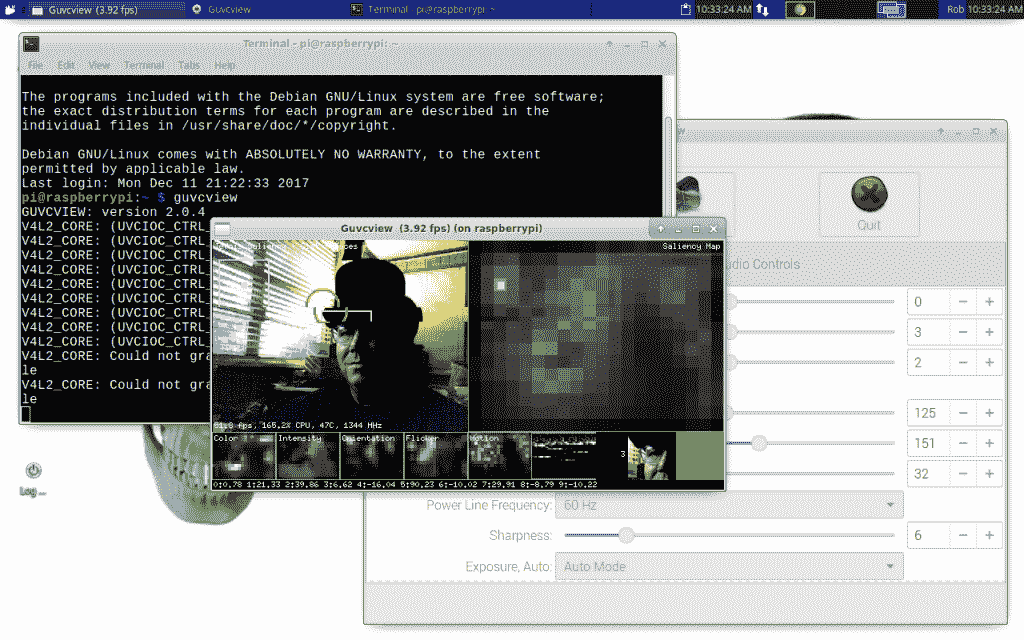 Guvcview (3.92 fps)
Guvcview
Terminal - pi@raspberrypi: ~
10:33:24 AM
Rob 10:33:24 AM
Terminal - pi@raspberrypi: ~
File Edit View Terminal Tabs Help
The programs included with the Debian GNU/Linux system are free software;
the exact distribution terms for each program are described in the
individual files in /usr/share/doc/*/copyright.
Debian GNU/Linux comes with ABSOLUTELY NO WARRANTY, to the extent
permitted by applicable law.
Last login: Mon Dec 11 21:22:33 2017
pi@raspberrypi:~ $ guvcview
GUVCVIEW: version 2.0.4
V4L2_CORE: (UVCIOC_CTRL_
V4L2_CORE: (UVCIOC_CTRL_
V4L2_CORE: (UVCIOC_CTRL_
V4L2_CORE: (UVCIOC_CTRL_
V4L2_CORE: (UVCIOC_CTRL_
V4L2_CORE: (UVCIOC_CTRL_
V4L2_CORE: (UVCIOC_CTRL_
V4L2_CORE: (UVCIOC_CTRL_
V4L2_CORE: (UVCIOC_CTRL_
V4L2_CORE: Could not gra
le
V4L2_CORE: Could not gra
le
Log ...
Guvcview (3.92 fps) (on raspberrypi)
Saliency Map
fps, 165.2% CPU, 47C, 1344 MHz
Color
Intensity
Orientation
Flicker
Motion
3
0:0.78 1:21.33 2:39.86 3:6.62 4:-16.04 5:90.23 6:-10.02 7:29.91 8:-8.79 9:-10.22
w
Quit
dio Controls
0 − +
3 − +
2 − +
125 − +
151 − +
32 − +
Power Line Frequency: 60 Hz
Sharpness: 6 − +
Exposure, Auto: Auto Mode